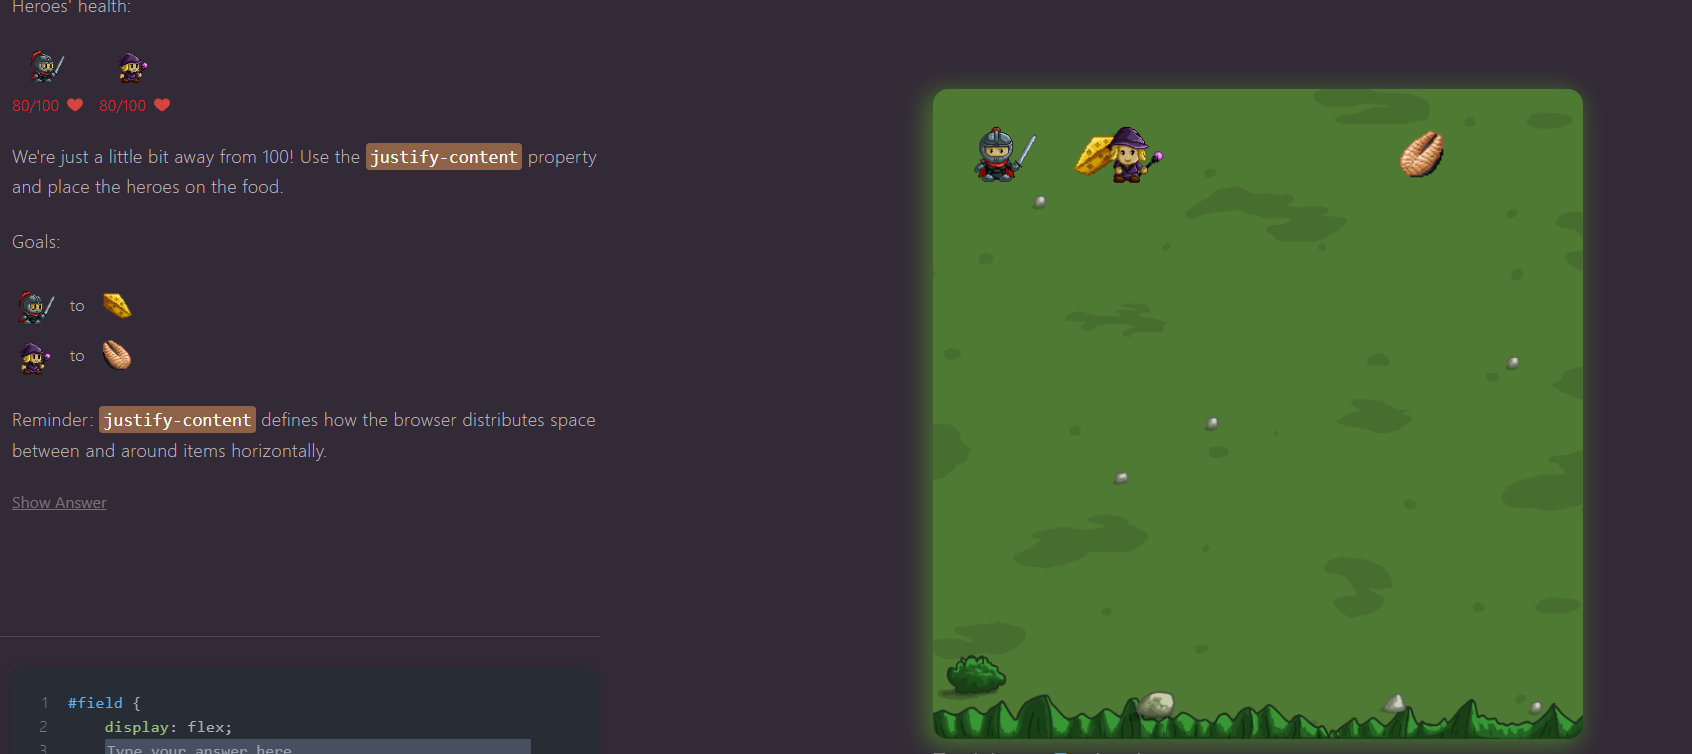 Heroes' health:
80/100 80/100
We're just a little bit away from 100! Use the justify-content property
and place the heroes on the food.
Goals:
to
to
Reminder: justify-content defines how the browser distributes space
between and around items horizontally.
Show Answer
1 #field {
2 display: flex;
3 Type your answer here